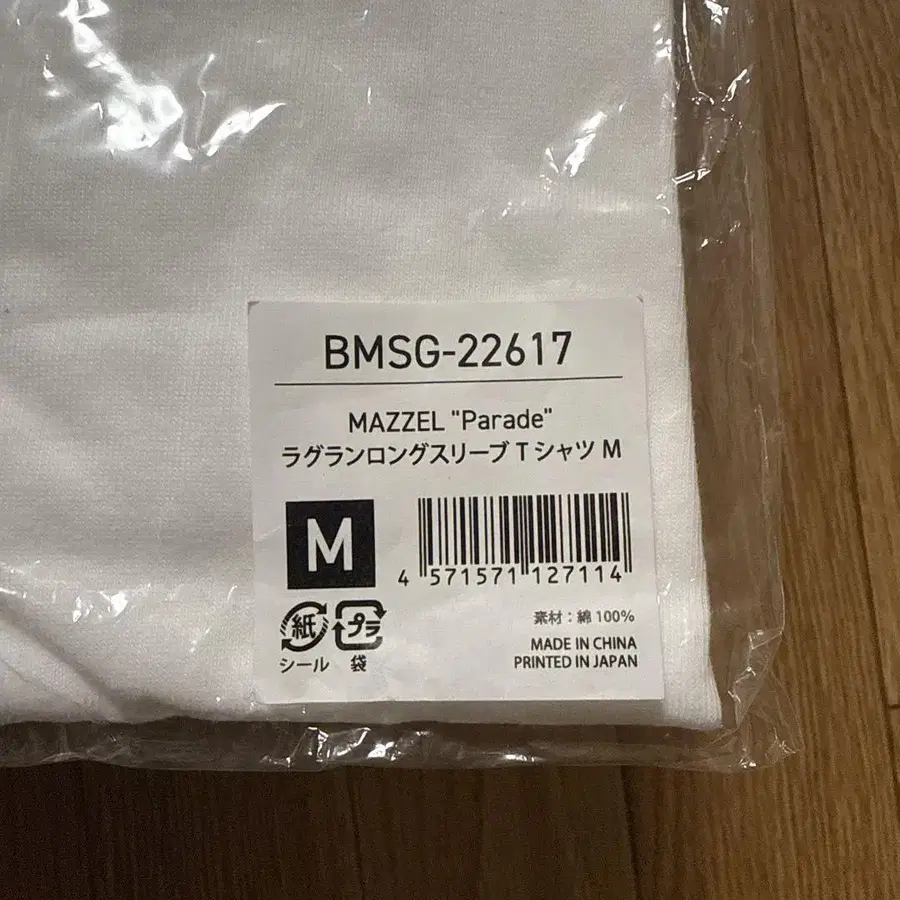 BMSG-22617
MAZZEL "Parade"
ラグランロングスリーブ Tシャツ M
M
4 571571 127114
紙 プラ
シール 袋
素材：綿 100%
MADE IN CHINA
PRINTED IN JAPAN